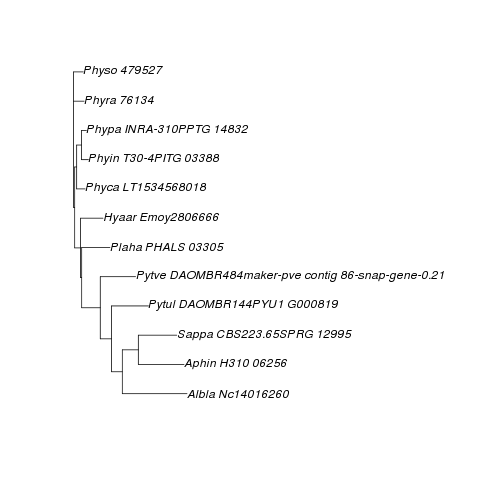 Physo 479527
Phyra 76134
Phypa INRA-310PPTG 14832
Phyin T30-4PITG 03388
Phyca LT1534568018
Hyaar Emoy2806666
Plaha PHALS 03305
Pytve DAOMBR484maker-pve contig 86-snap-gene-0.21
Pytul DAOMBR144PYU1 G000819
Sappa CBS223.65SPRG 12995
Aphin H310 06256
Albla Nc14016260